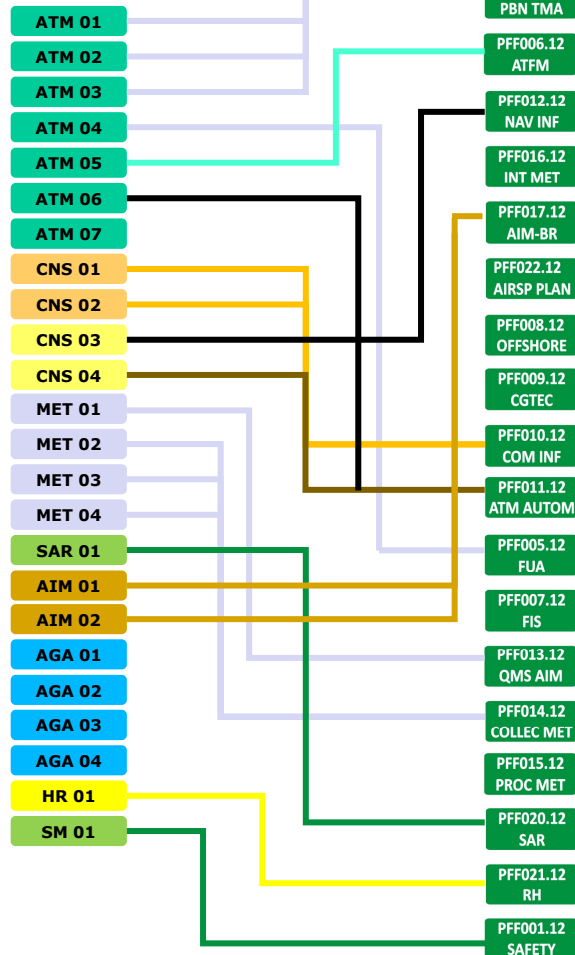 ATM 01
ATM 02
ATM 03
ATM 04
ATM 05
ATM 06
ATM 07
CNS 01
CNS 02
CNS 03
CNS 04
MET 01
MET 02
MET 03
MET 04
SAR 01
AIM 01
AIM 02
AGA 01
AGA 02
AGA 03
AGA 04
HR 01
SM 01
PBN TMA
PFF006.12
ATFM
PFF012.12
NAV INF
PFF016.12
INT MET
PFF017.12
AIM-BR
PFF022.12
AIRSP PLAN
PFF008.12
OFFSHORE
PFF009.12
CGTEC
PFF010.12
COM INF
PFF011.12
ATM AUTOM
PFF005.12
FUA
PFF007.12
FIS
PFF013.12
QMS AIM
PFF014.12
COLLEC MET
PFF015.12
PROC MET
PFF020.12
SAR
PFF021.12
RH
PFF001.12
SAFETY